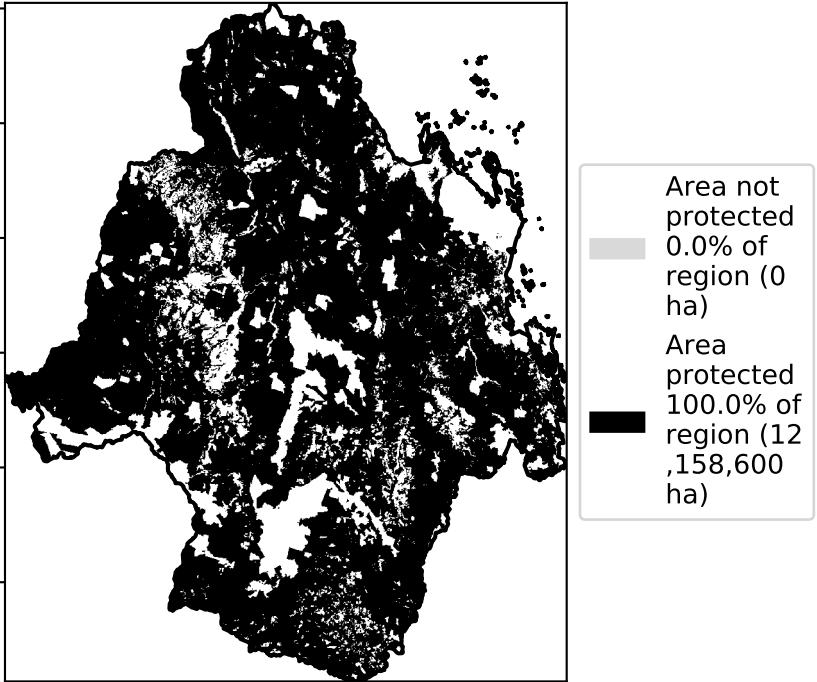 Area not
protected
0.0% of
region (0
ha)
Area
protected
100.0% of
region (12
,158,600
ha)